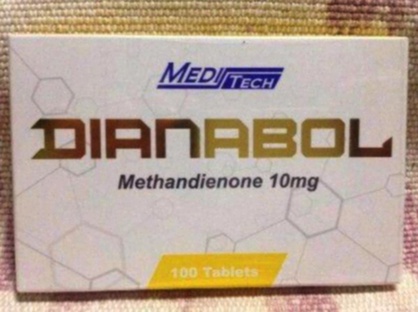 MEDITECH
DIANABOL
Methandienone 10mg
100 Tablets